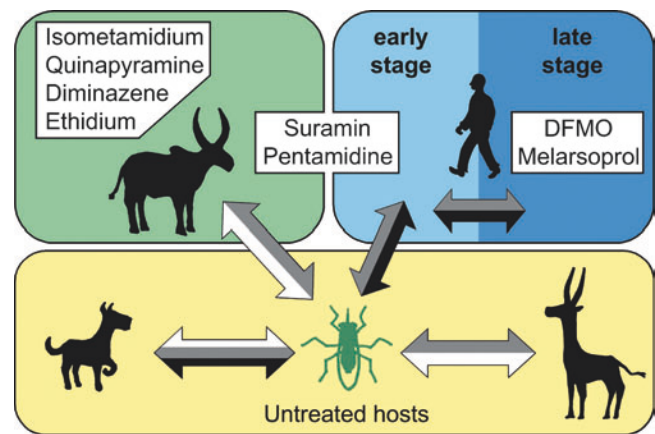 Isometamidium
Quinapyramine
Diminazene
Ethidium
early
stage
late
stage
Suramin
Pentamidine
DFMO
Melarsoprol
Untreated hosts